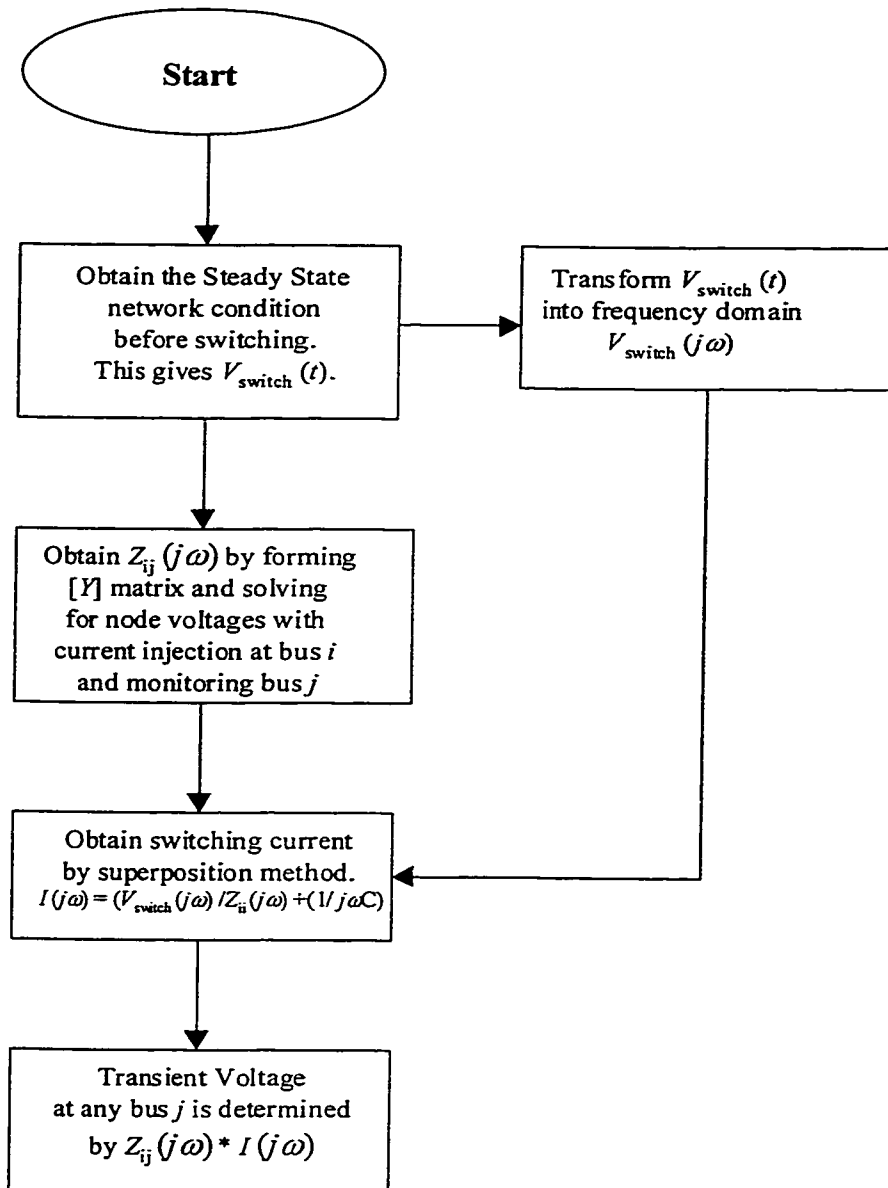 Start
Obtain the Steady State
network condition
before switching.
This gives V_switch (t).
Transform V_switch (t)
into frequency domain
V_switch (jω)
Obtain Z_ij (jω) by forming
[Y] matrix and solving
for node voltages with
current injection at bus i
and monitoring bus j
Obtain switching current
by superposition method.
I(jω) = (V_switch(jω) /Z_ii(jω) +(1/jωC)
Transient Voltage
at any bus j is determined
by Z_ij (jω) * I (jω)